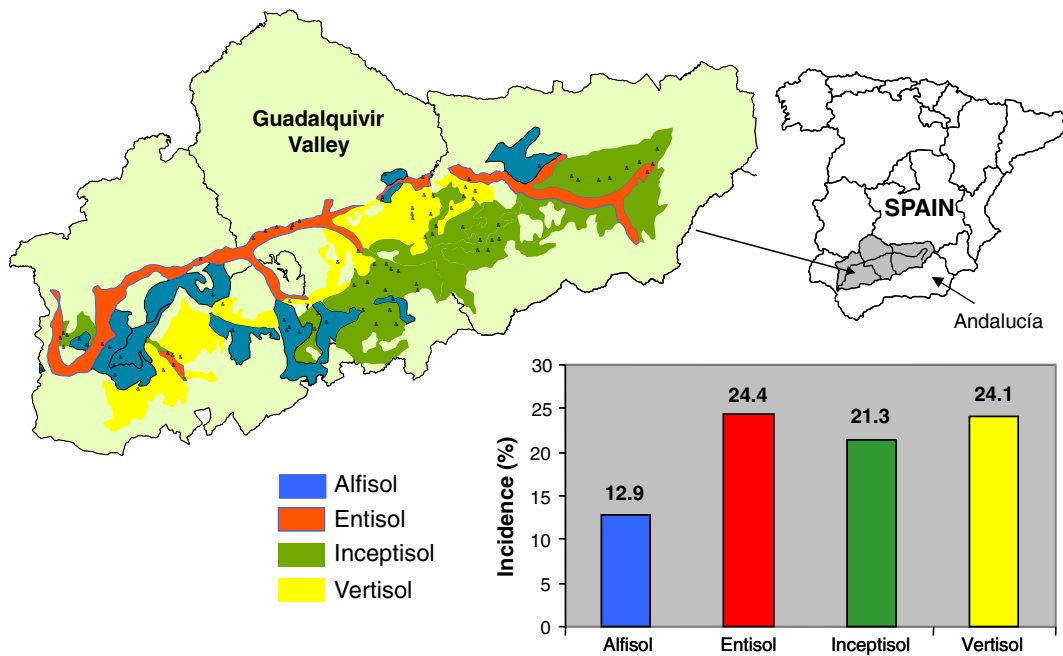 Guadalquivir
Valley
SPAIN
Andalucía
Alfisol
Entisol
Inceptisol
Vertisol
Incidence (%)
30
25
20
15
10
5
0
12.9
24.4
21.3
24.1
Alfisol
Entisol
Inceptisol
Vertisol